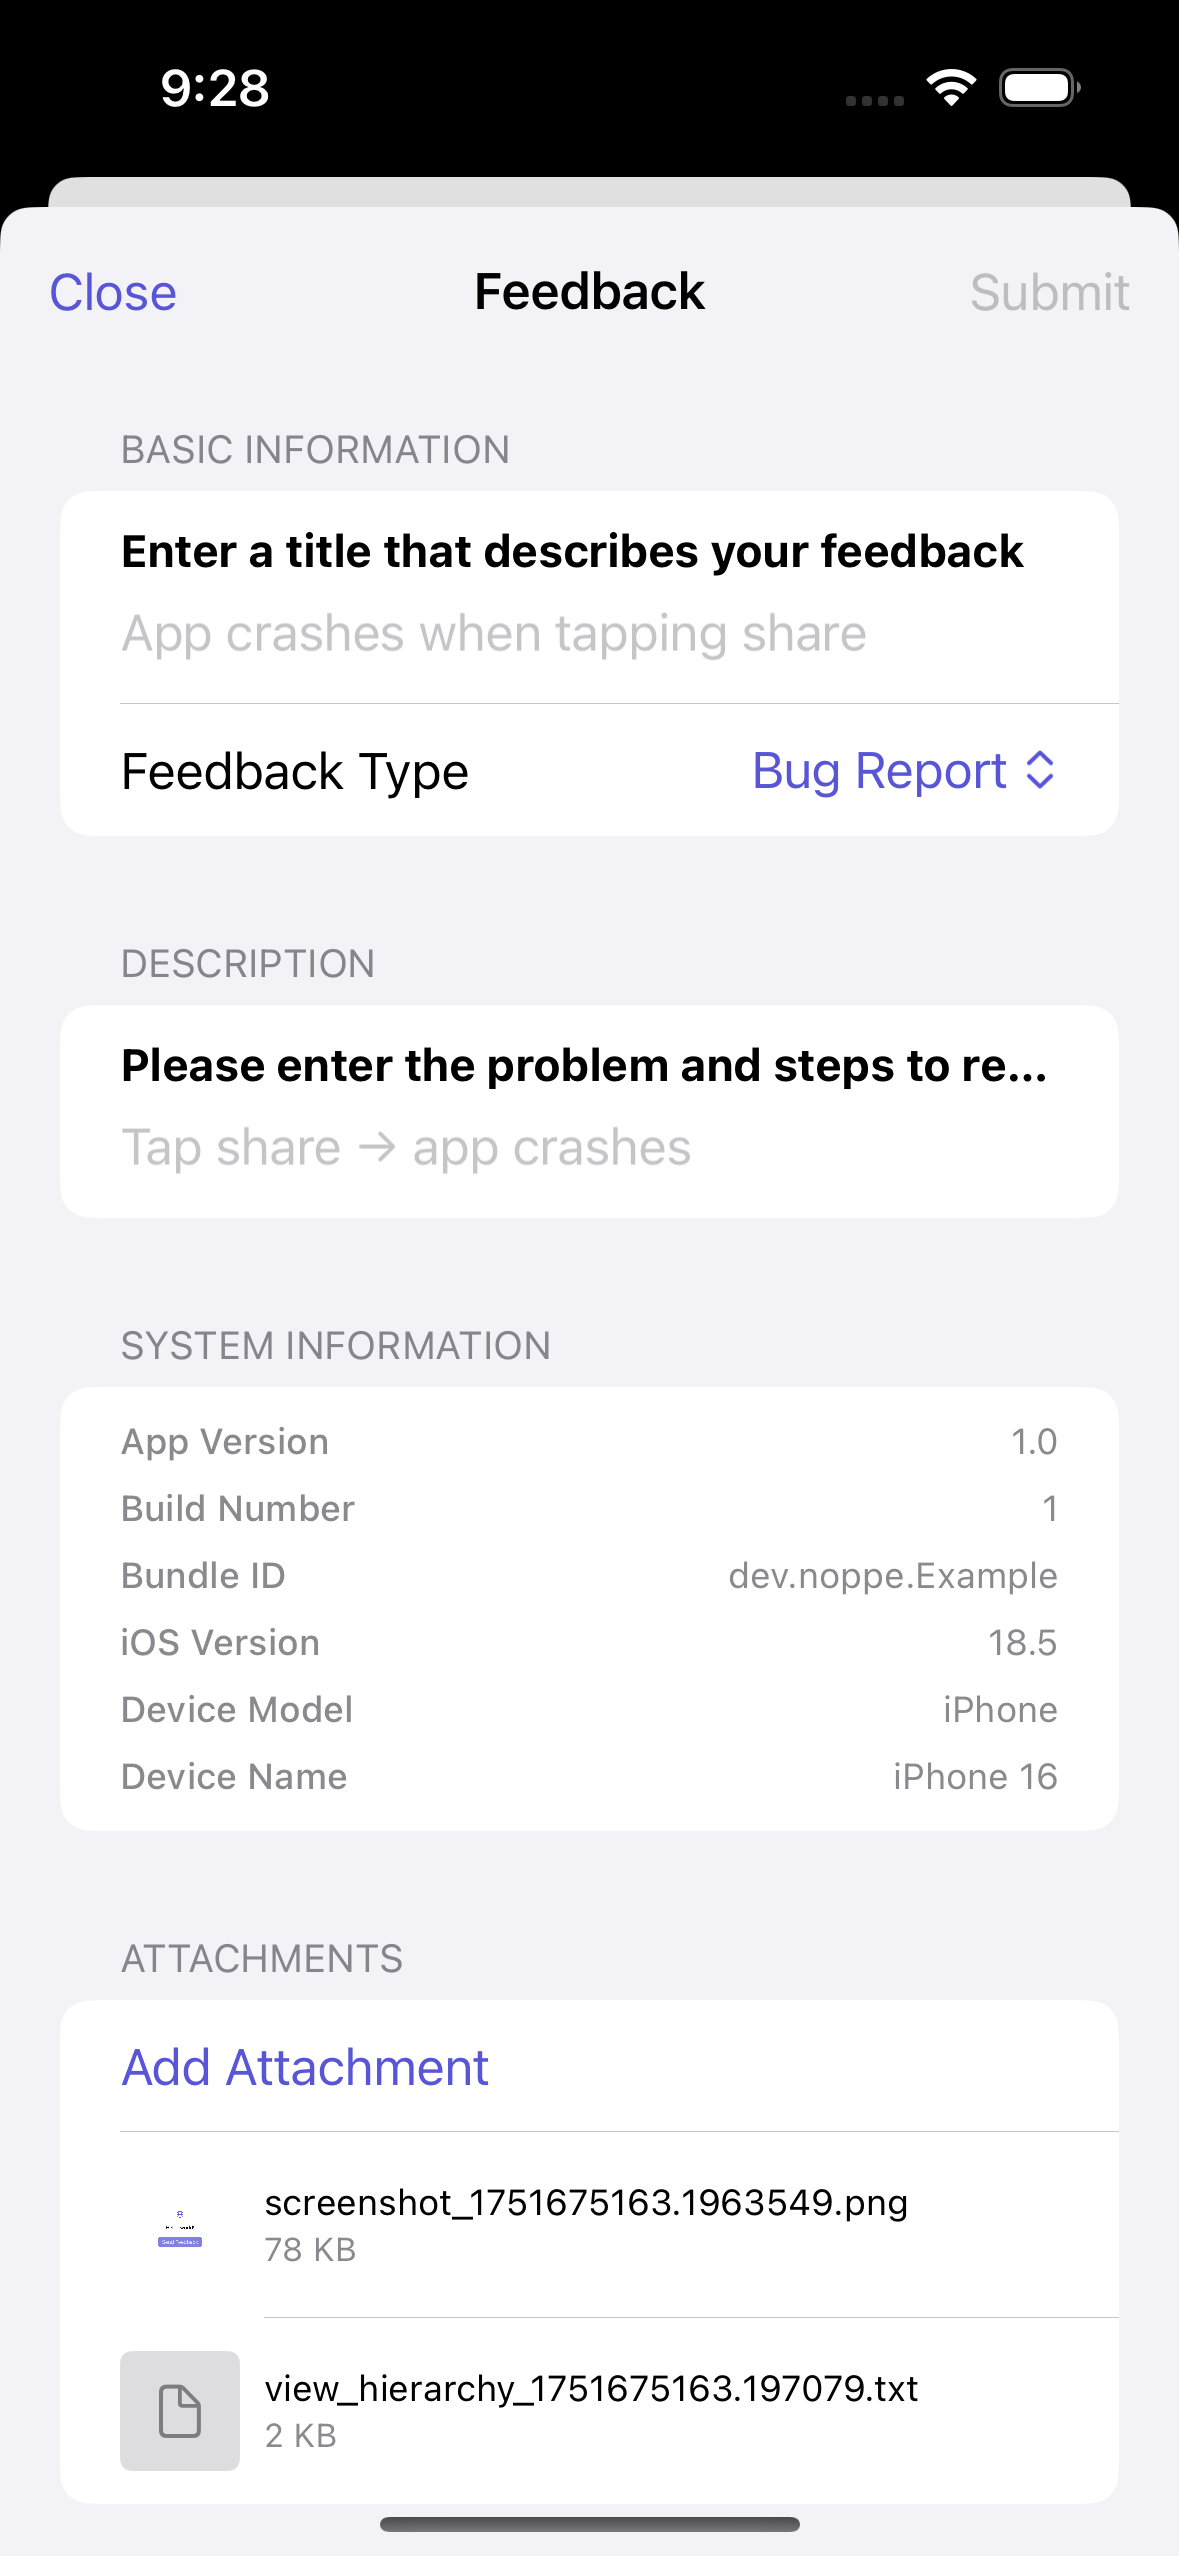 9:28
Close
Feedback
Submit
BASIC INFORMATION
Enter a title that describes your feedback
App crashes when tapping share
Feedback Type
Bug Report
DESCRIPTION
Please enter the problem and steps to re...
Tap share → app crashes
SYSTEM INFORMATION
App Version 1.0
Build Number 1
Bundle ID dev.noppe.Example
iOS Version 18.5
Device Model iPhone
Device Name iPhone 16
ATTACHMENTS
Add Attachment
screenshot_1751675163.1963549.png
78 KB
view_hierarchy_1751675163.197079.txt
2 KB